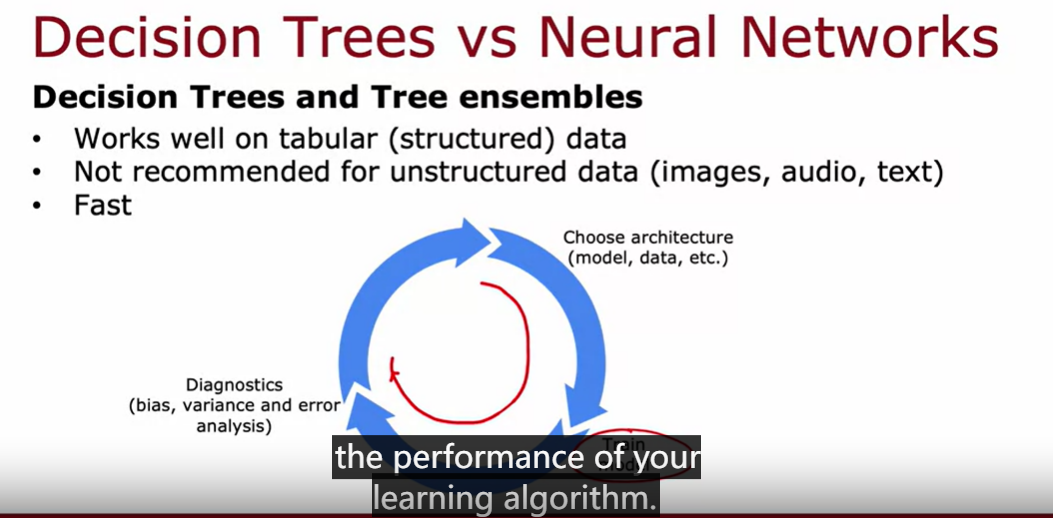 Decision Trees vs Neural Networks
Decision Trees and Tree ensembles
• Works well on tabular (structured) data
• Not recommended for unstructured data (images, audio, text)
• Fast
Choose architecture
(model, data, etc.)
Diagnostics
(bias, variance and error
analysis)
Train
the performance of your
learning algorithm.